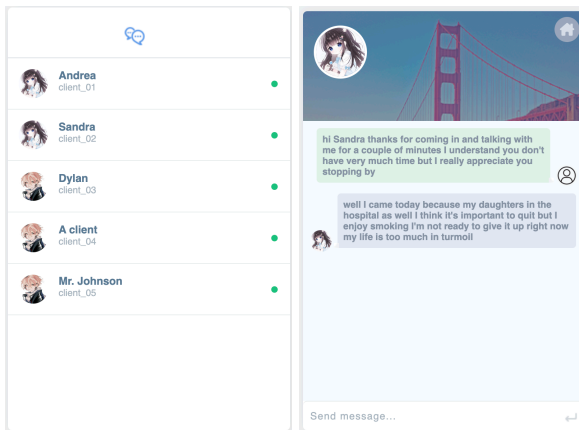 Andrea
client_01
Sandra
client_02
Dylan
client_03
A client
client_04
Mr. Johnson
client_05
hi Sandra thanks for coming in and talking with
me for a couple of minutes I understand you don't
have very much time but I really appreciate you
stopping by
well I came today because my daughters in the
hospital as well I think it's important to quit but I
enjoy smoking I'm not ready to give it up right now
my life is too much in turmoil
Send message...